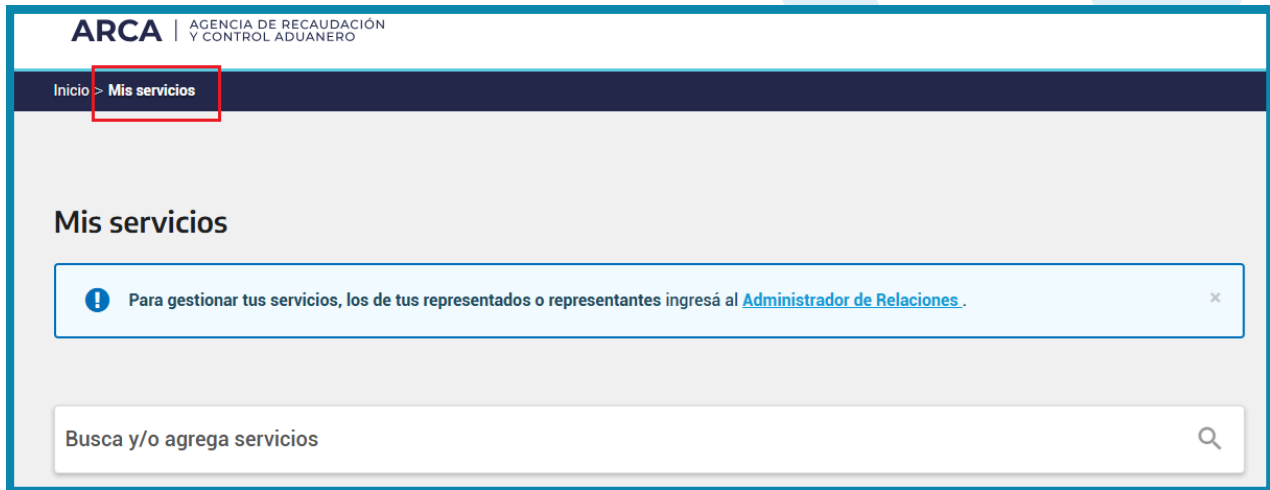 ARCA | AGENCIA DE RECAUDACIÓN
Y CONTROL ADUANERO
Inicio > Mis servicios
Mis servicios
Para gestionar tus servicios, los de tus representados o representantes ingresá al Administrador de Relaciones .
Busca y/o agrega servicios